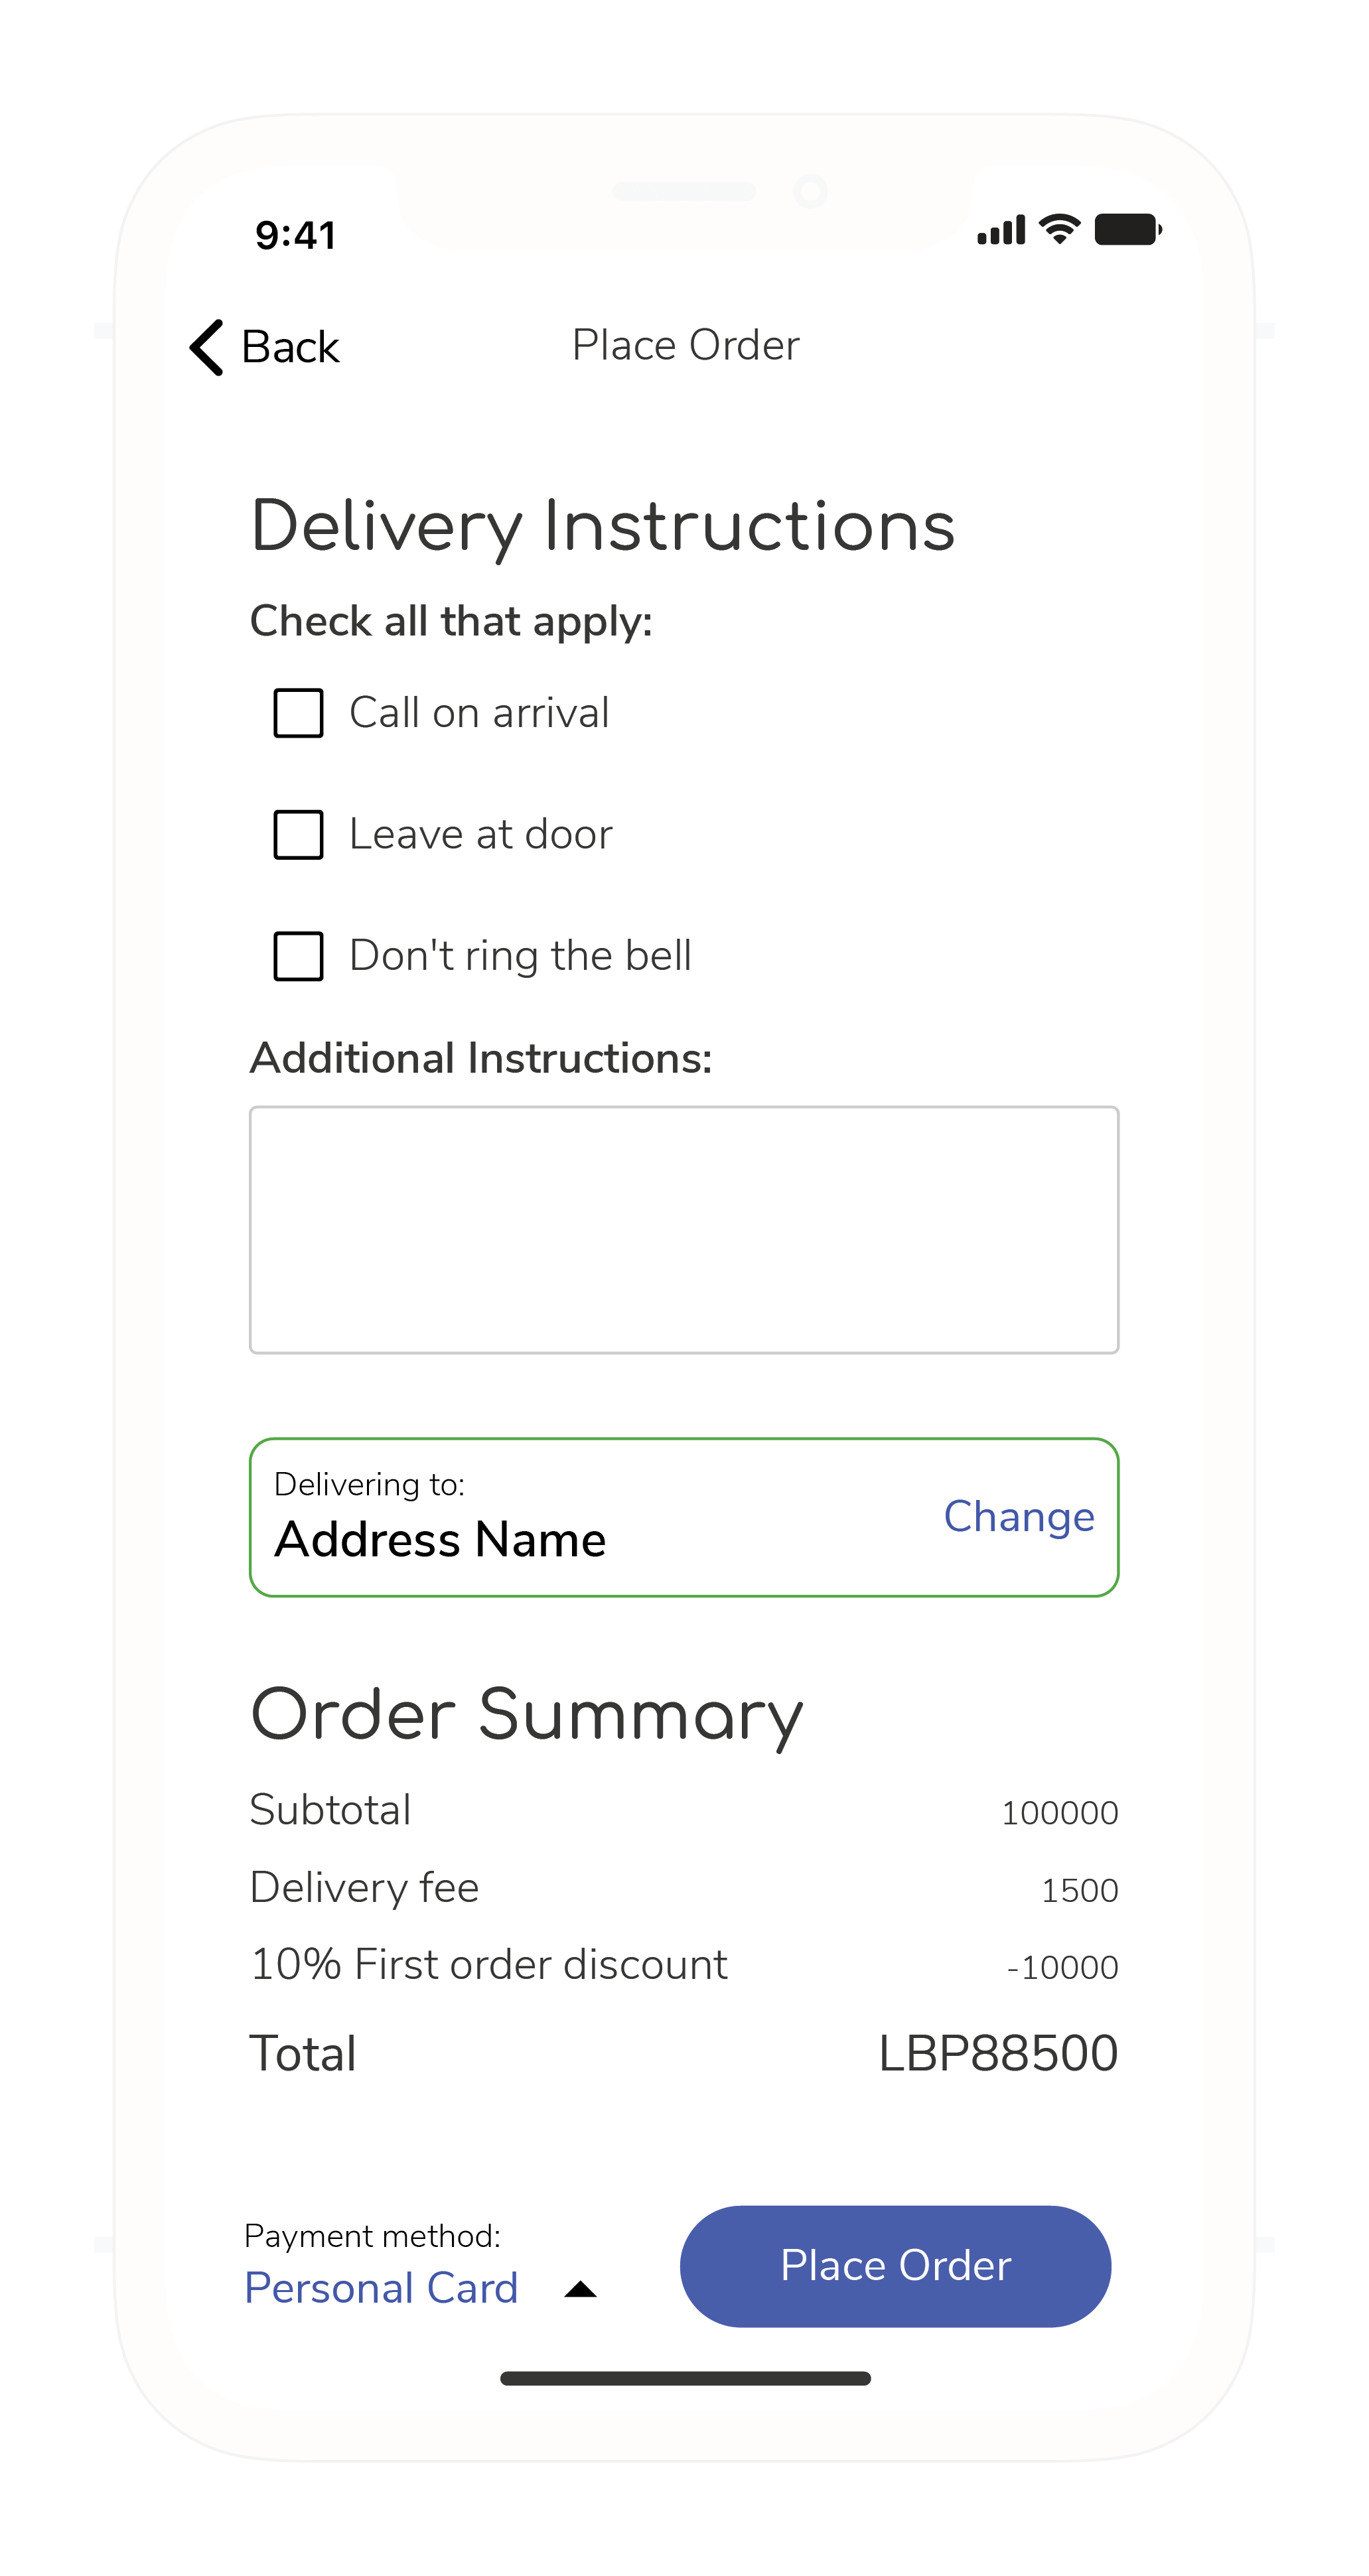 9:41
Back
Place Order
Delivery Instructions
Check all that apply:
Call on arrival
Leave at door
Don't ring the bell
Additional Instructions:
Delivering to:
Address Name
Change
Order Summary
Subtotal 100000
Delivery fee 1500
10% First order discount -10000
Total LBP88500
Payment method:
Personal Card
Place Order